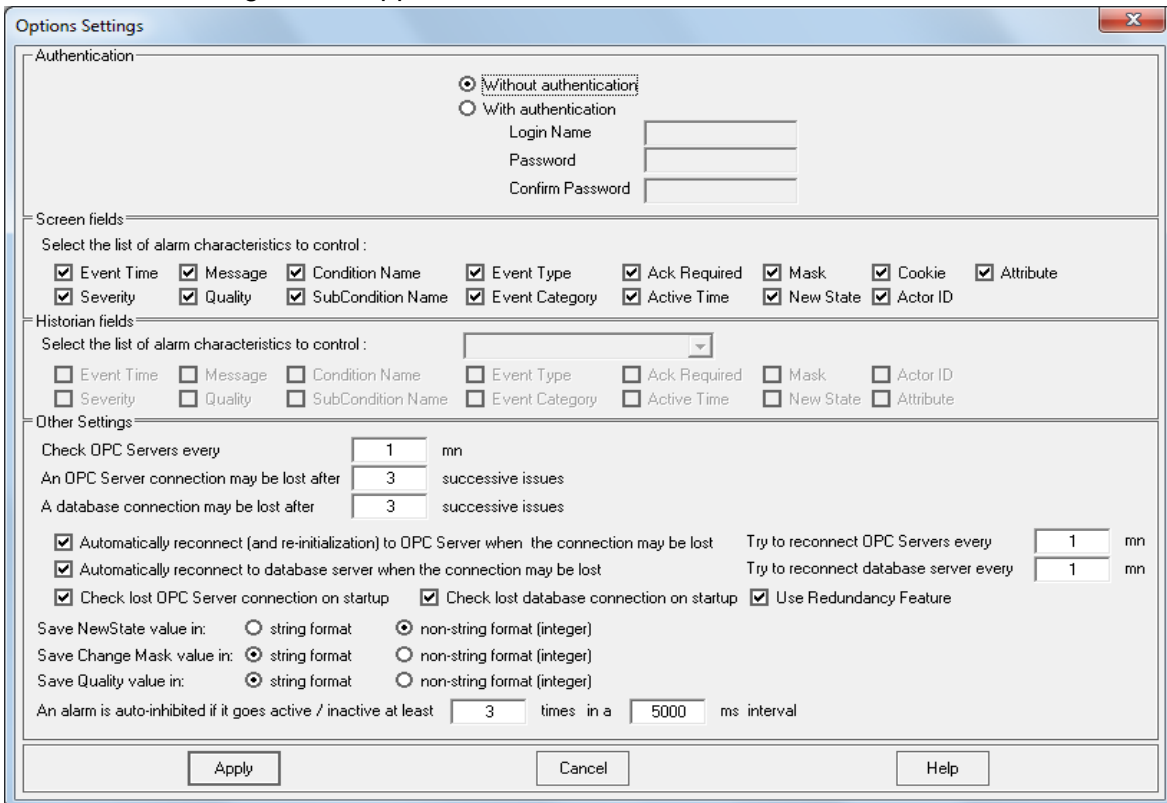 Options Settings
Authentication
Without authentication
With authentication
Login Name
Password
Confirm Password
Screen fields
Select the list of alarm characteristics to control :
Event Time Message Condition Name Event Type Ack Required Mask Cookie Attribute
Severity Quality SubCondition Name Event Category Active Time New State Actor ID
Historian fields
Select the list of alarm characteristics to control :
Event Time Message Condition Name Event Type Ack Required Mask Actor ID
Severity Quality SubCondition Name Event Category Active Time New State Attribute
Other Settings
Check OPC Servers every 1 mn
An OPC Server connection may be lost after 3 successive issues
A database connection may be lost after 3 successive issues
Automatically reconnect (and re-initialization) to OPC Server when the connection may be lost Try to reconnect OPC Servers every 1 mn
Automatically reconnect to database server when the connection may be lost Try to reconnect database server every 1 mn
Check lost OPC Server connection on startup Check lost database connection on startup Use Redundancy Feature
Save NewState value in: string format non-string format (integer)
Save Change Mask value in: string format non-string format (integer)
Save Quality value in: string format non-string format (integer)
An alarm is auto-inhibited if it goes active / inactive at least 3 times in a 5000 ms interval
Apply Cancel Help